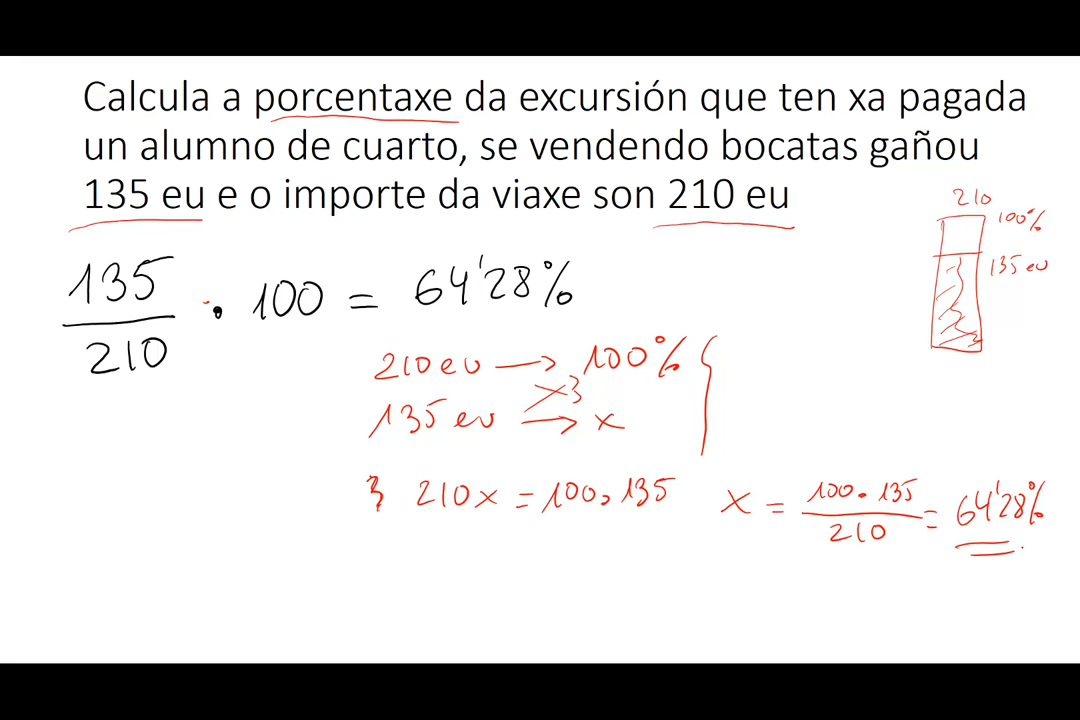 Calcula a porcentaxe da excursión que ten xa pagada
un alumno de cuarto, se vendendo bocatas gañou
135 eu e o importe da viaxe son 210 eu
210
100%
135 eu
135
210
· 100 = 64'28%
210 eu → 100%
135 eu → x
210x = 100·135
x = 100·135 / 210 = 64'28%